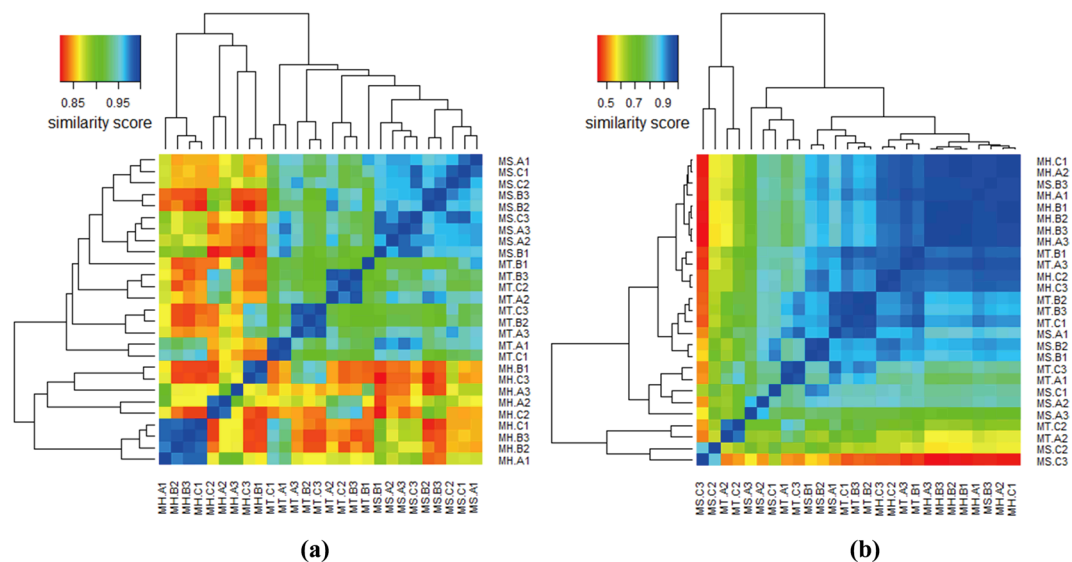 0.85 0.95
similarity score
MS.A1
MS.C1
MS.C2
MS.B3
MS.B2
MS.C3
MS.A3
MS.A2
MS.B1
MT.B1
MT.B3
MT.C2
MT.A2
MT.C3
MT.B2
MT.A3
MT.A1
MT.C1
MH.B1
MH.C3
MH.A3
MH.A2
MH.C2
MH.C1
MH.B3
MH.B2
MH.A1
MH.A1
MH.B2
MH.B3
MH.C1
MH.C2
MH.A2
MH.A3
MH.C3
MH.B1
MT.C1
MT.A1
MT.A3
MT.B2
MT.C3
MT.A2
MT.C2
MT.B3
MT.B1
MS.B1
MS.A2
MS.A3
MS.C3
MS.B2
MS.B3
MS.C2
MS.C1
MS.A1
(a)
0.5 0.7 0.9
similarity score
MH.C1
MH.A2
MS.B3
MH.A1
MH.B1
MH.B2
MH.B3
MH.A3
MT.B1
MT.A3
MH.C2
MH.C3
MT.B2
MT.B3
MT.C1
MS.A1
MS.B2
MS.B1
MT.C3
MT.A1
MS.C1
MS.A2
MS.A3
MT.C2
MT.A2
MS.C2
MS.C3
MS.C3
MS.C2
MT.A2
MT.C2
MS.A3
MS.A2
MS.C1
MT.A1
MT.C3
MS.B1
MS.B2
MS.A1
MT.C1
MT.B3
MT.B2
MH.C3
MH.C2
MT.A3
MT.B1
MH.A3
MH.B3
MH.B2
MH.B1
MH.A1
MS.B3
MH.A2
MH.C1
(b)